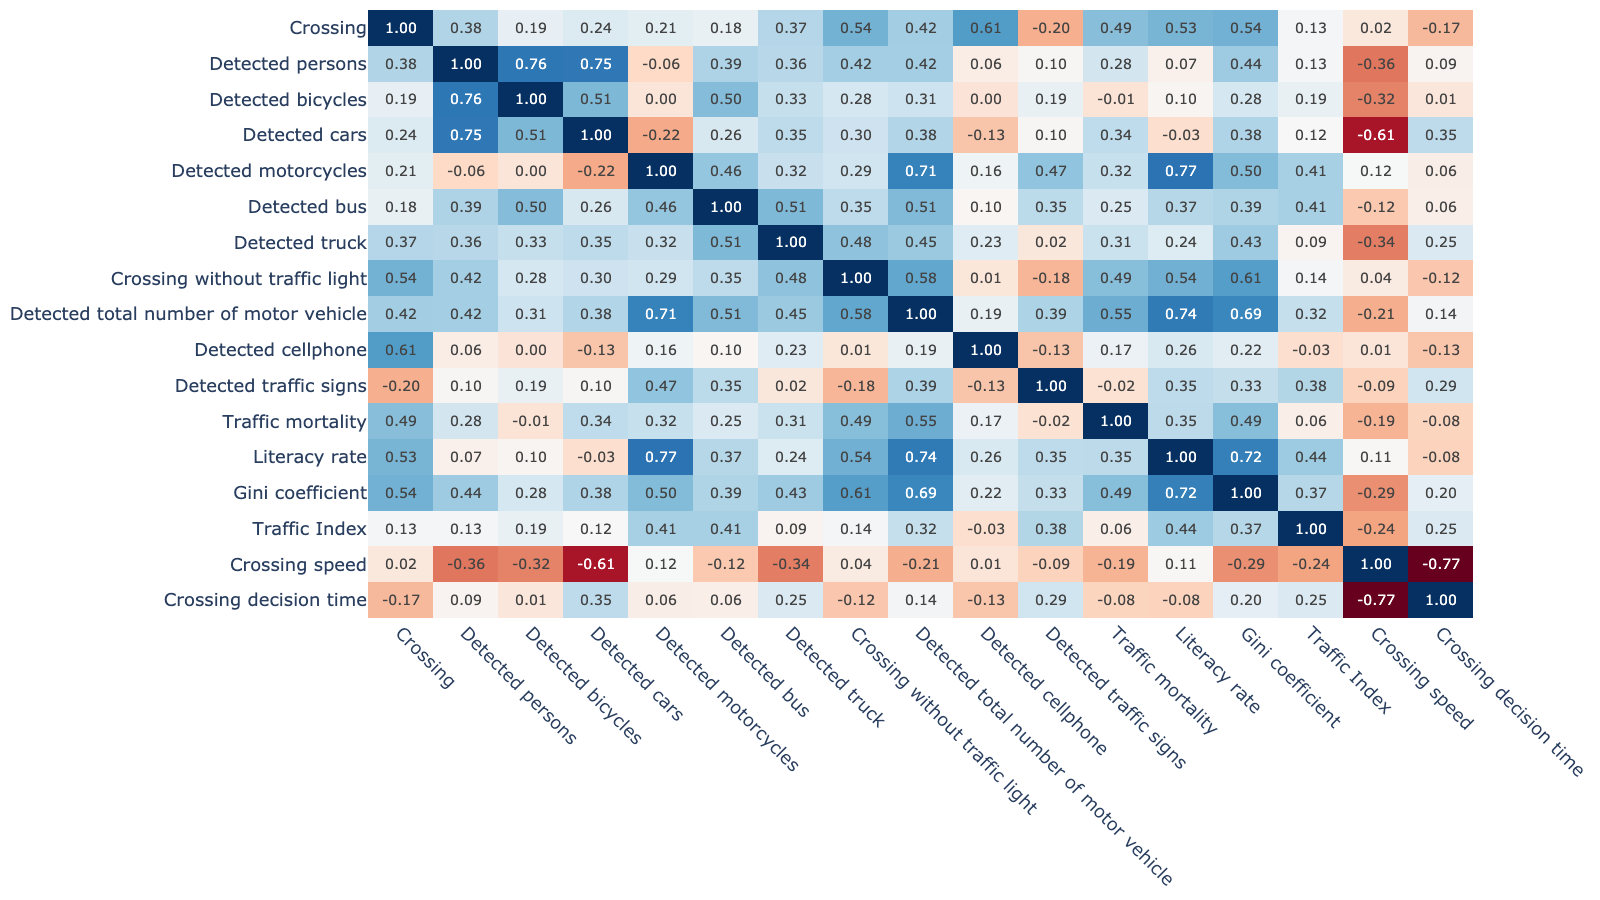 Crossing 1.00 0.38 0.19 0.24 0.21 0.18 0.37 0.54 0.42 0.61 -0.20 0.49 0.53 0.54 0.13 0.02 -0.17
Detected persons 0.38 1.00 0.76 0.75 -0.06 0.39 0.36 0.42 0.42 0.06 0.10 0.28 0.07 0.44 0.13 -0.36 0.09
Detected bicycles 0.19 0.76 1.00 0.51 0.00 0.50 0.33 0.28 0.31 0.00 0.19 -0.01 0.10 0.28 0.19 -0.32 0.01
Detected cars 0.24 0.75 0.51 1.00 -0.22 0.26 0.35 0.30 0.38 -0.13 0.10 0.34 -0.03 0.38 0.12 -0.61 0.35
Detected motorcycles 0.21 -0.06 0.00 -0.22 1.00 0.46 0.32 0.29 0.71 0.16 0.47 0.32 0.77 0.50 0.41 0.12 0.06
Detected bus 0.18 0.39 0.50 0.26 0.46 1.00 0.51 0.35 0.51 0.10 0.35 0.25 0.37 0.39 0.41 -0.12 0.06
Detected truck 0.37 0.36 0.33 0.35 0.32 0.51 1.00 0.48 0.45 0.23 0.02 0.31 0.24 0.43 0.09 -0.34 0.25
Crossing without traffic light 0.54 0.42 0.28 0.30 0.29 0.35 0.48 1.00 0.58 0.01 -0.18 0.49 0.54 0.61 0.14 0.04 -0.12
Detected total number of motor vehicle 0.42 0.42 0.31 0.38 0.71 0.51 0.45 0.58 1.00 0.19 0.39 0.55 0.74 0.69 0.32 -0.21 0.14
Detected cellphone 0.61 0.06 0.00 -0.13 0.16 0.10 0.23 0.01 0.19 1.00 -0.13 0.17 0.26 0.22 -0.03 0.01 -0.13
Detected traffic signs -0.20 0.10 0.19 0.10 0.47 0.35 0.02 -0.18 0.39 -0.13 1.00 -0.02 0.35 0.33 0.38 -0.09 0.29
Traffic mortality 0.49 0.28 -0.01 0.34 0.32 0.25 0.31 0.49 0.55 0.17 -0.02 1.00 0.35 0.49 0.06 -0.19 -0.08
Literacy rate 0.53 0.07 0.10 -0.03 0.77 0.37 0.24 0.54 0.74 0.26 0.35 0.35 1.00 0.72 0.44 0.11 -0.08
Gini coefficient 0.54 0.44 0.28 0.38 0.50 0.39 0.43 0.61 0.69 0.22 0.33 0.49 0.72 1.00 0.37 -0.29 0.20
Traffic Index 0.13 0.13 0.19 0.12 0.41 0.41 0.09 0.14 0.32 -0.03 0.38 0.06 0.44 0.37 1.00 -0.24 0.25
Crossing speed 0.02 -0.36 -0.32 -0.61 0.12 -0.12 -0.34 0.04 -0.21 0.01 -0.09 -0.19 0.11 -0.29 -0.24 1.00 -0.77
Crossing decision time -0.17 0.09 0.01 0.35 0.06 0.06 0.25 -0.12 0.14 -0.13 0.29 -0.08 -0.08 0.20 0.25 -0.77 1.00
Crossing
Detected persons
Detected bicycles
Detected cars
Detected motorcycles
Detected bus
Detected truck
Crossing without traffic light
Detected total number of motor vehicle
Detected cellphone
Detected traffic signs
Traffic mortality
Literacy rate
Gini coefficient
Traffic Index
Crossing speed
Crossing decision time